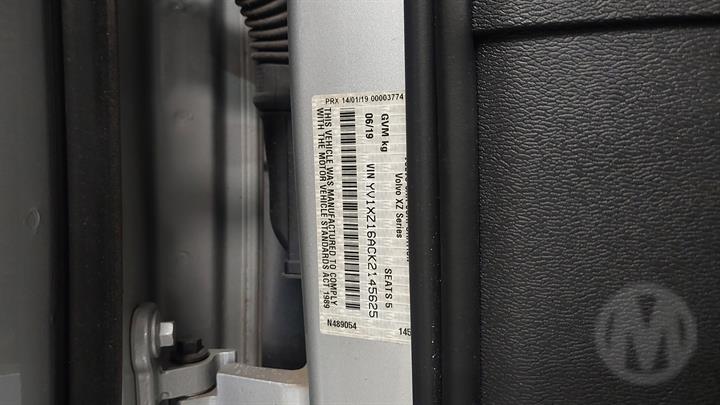 PRX 14/01/19 00003774
Volvo XZ Series
GVM kg
SEATS 5
06/19
VIN YV1XZ16ACK2145625
THIS VEHICLE WAS MANUFACTURED TO COMPLY
WITH THE MOTOR VEHICLE STANDARDS ACT 1989
N489054
145
M